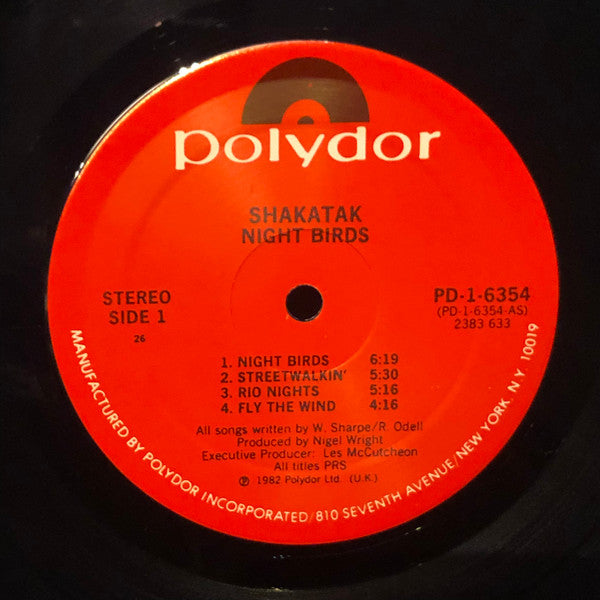 polydor
SHAKATAK
NIGHT BIRDS
STEREO
SIDE 1
26
PD-1-6354
(PD-1-6354-AS)
2383 633
1. NIGHT BIRDS 6:19
2. STREETWALKIN' 5:30
3. RIO NIGHTS 5:16
4. FLY THE WIND 4:16
All songs written by W. Sharpe/R. Odell
Produced by Nigel Wright
Executive Producer: Les McCutcheon
All titles PRS
℗ 1982 Polydor Ltd. (U.K.)
MANUFACTURED BY POLYDOR INCORPORATED/810 SEVENTH AVENUE/NEW YORK, N.Y. 10019